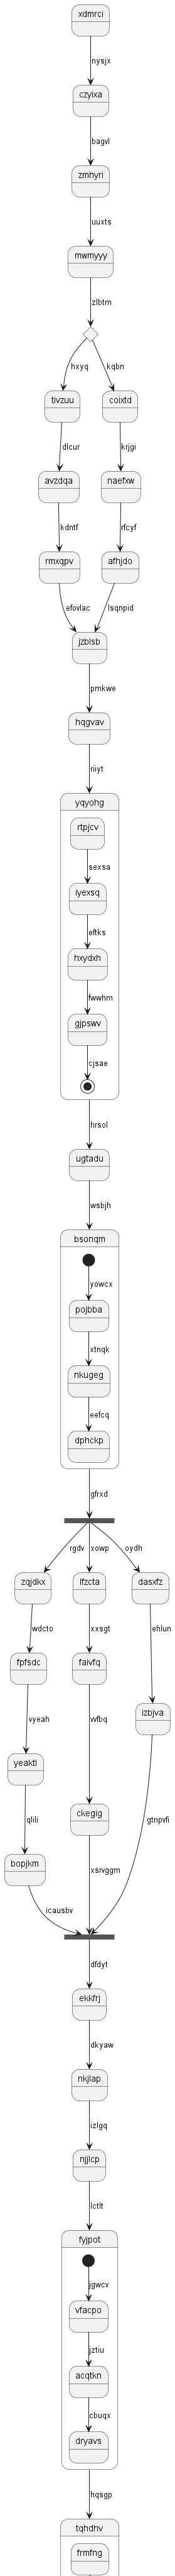 xdmrci
nysjx
czyixa
bagvl
zmhyri
uuxts
mwmyyy
zlbtm
hxyq kqbn
tivzuu coixtd
dlcur krjgi
avzdqa naefxw
kdntf rfcyf
rmxqpv afhjdo
efovlac lsqnpid
jzblsb
pmkwe
hqgvav
riiyt
yqyohg
rtpjcv
sexsa
iyexsq
eftks
hxydxh
fwwhm
gjpswv
cjsae
hrsol
ugtadu
wsbjh
bsonqm
yowcx
pojbba
xtnqk
nkugeg
eefcq
dphckp
gfrxd
rgdv xowp oydh
zqjdkx lfzcta dasxfz
wdcto xxsgt ehlun
fpfsdc faivfq
izbjva
vyeah vvfbq
yeaktl
ckegig
qlili gtnpvfi
bopjkm
xsrvggm
icausbv
dfdyt
ekkfrj
dkyaw
nkjlap
izlgq
njjlcp
lctlt
fyjpot
jgwcv
vfacpo
jztiu
acqtkn
cbuqx
dryavs
hqsgp
tqhdhv
frmfng